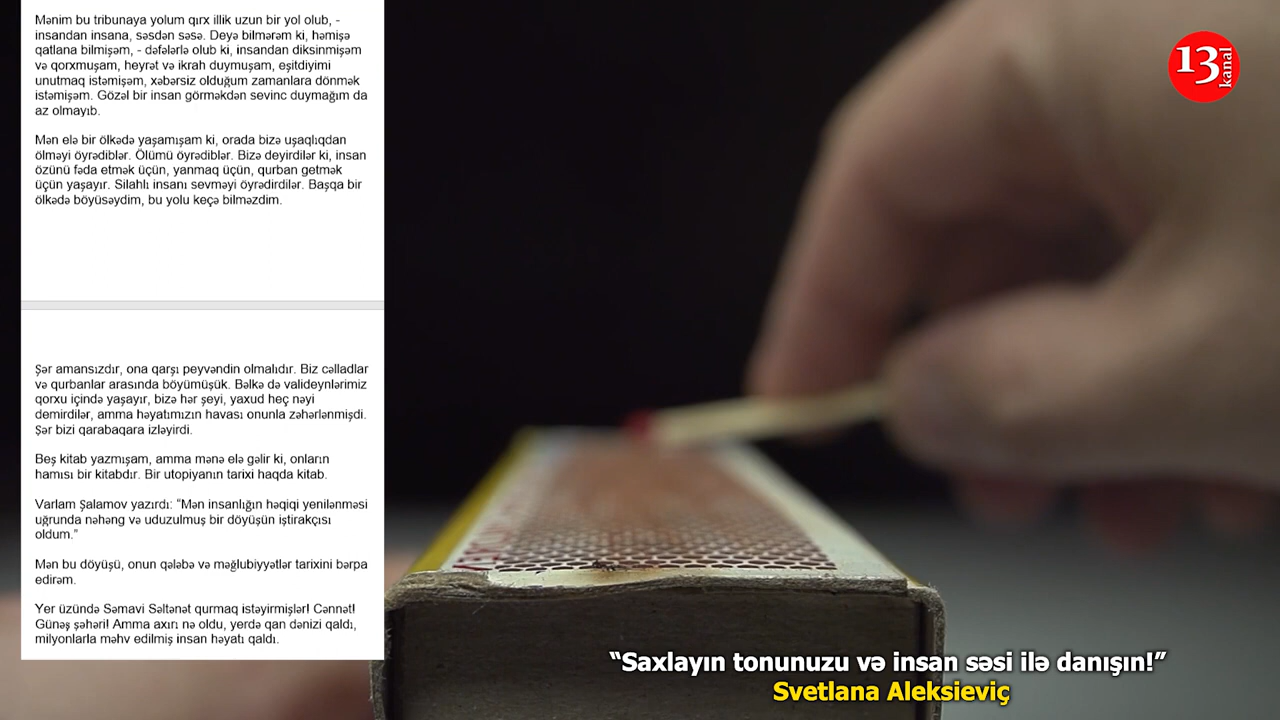 Mənim bu tribunaya yolum qırx illik uzun bir yol olub, -
insandan insana, səsdən səsə. Deyə bilmərəm ki, həmişə
qatlana bilmişəm, - dəfələrlə olub ki, insandan diksinmişəm
və qorxmuşam, heyrət və ikrah duymuşam, eşitdiyimi
unutmaq istəmişəm, xəbərsiz olduğum zamanlara dönmək
istəmişəm. Gözəl bir insan görməkdən sevinc duymağım da
az olmayıb.
Mən elə bir ölkədə yaşamışam ki, orada bizə uşaqlıqdan
ölməyi öyrədiblər. Ölümü öyrədiblər. Bizə deyirdilər ki, insan
özünü fəda etmək üçün, yanmaq üçün, qurban getmək
üçün yaşayır. Silahlı insanı sevməyi öyrədirdilər. Başqa bir
ölkədə böyüsəydim, bu yolu keçə bilməzdim.
Şər amansızdır, ona qarşı peyvəndin olmalıdır. Biz cəlladlar
və qurbanlar arasında böyümüşük. Bəlkə də valideynlərimiz
qorxu içində yaşayır, bizə hər şeyi, yaxud heç nəyi
demirdilər, amma həyatımızın havası onunla zəhərlənmişdi.
Şər bizi qarabaqara izləyirdi.
Beş kitab yazmışam, amma mənə elə gəlir ki, onların
hamısı bir kitabdır. Bir utopiyanın tarixi haqda kitab.
Varlam Şalamov yazırdı: “Mən insanlığın həqiqi yenilənməsi
uğrunda nəhəng və uduzulmuş bir döyüşün iştirakçısı
oldum.”
Mən bu döyüşü, onun qələbə və məğlubiyyətlər tarixini bərpa
edirəm.
Yer üzündə Səmavi Səltənət qurmaq istəyirmişlər! Cənnət!
Günəş şəhəri! Amma axırı nə oldu, yerdə qan dənizi qaldı,
milyonlarla məhv edilmiş insan həyatı qaldı.
13 kanal
“Saxlayın tonunuzu və insan səsi ilə danışın!”
Svetlana Aleksieviç